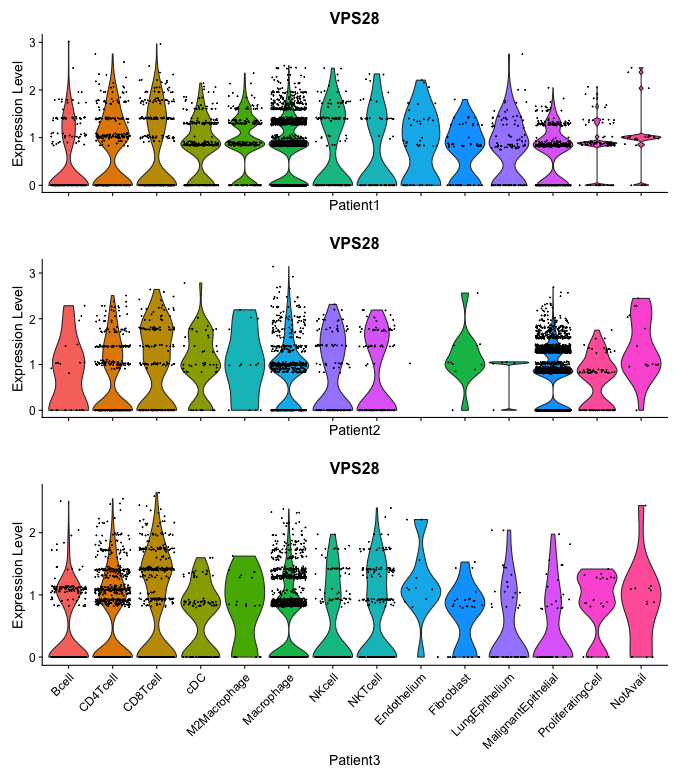 VPS28
Expression Level
3
2
1
0
Patient1
VPS28
Expression Level
3
2
1
0
Patient2
VPS28
Expression Level
2
1
0
Bcell
CD4Tcell
CD8Tcell
cDC
M2Macrophage
Macrophage
NKcell
NKTcell
Endothelium
Fibroblast
LungEpithelium
MalignantEpithelial
ProliferatingCell
NotAvail
Patient3